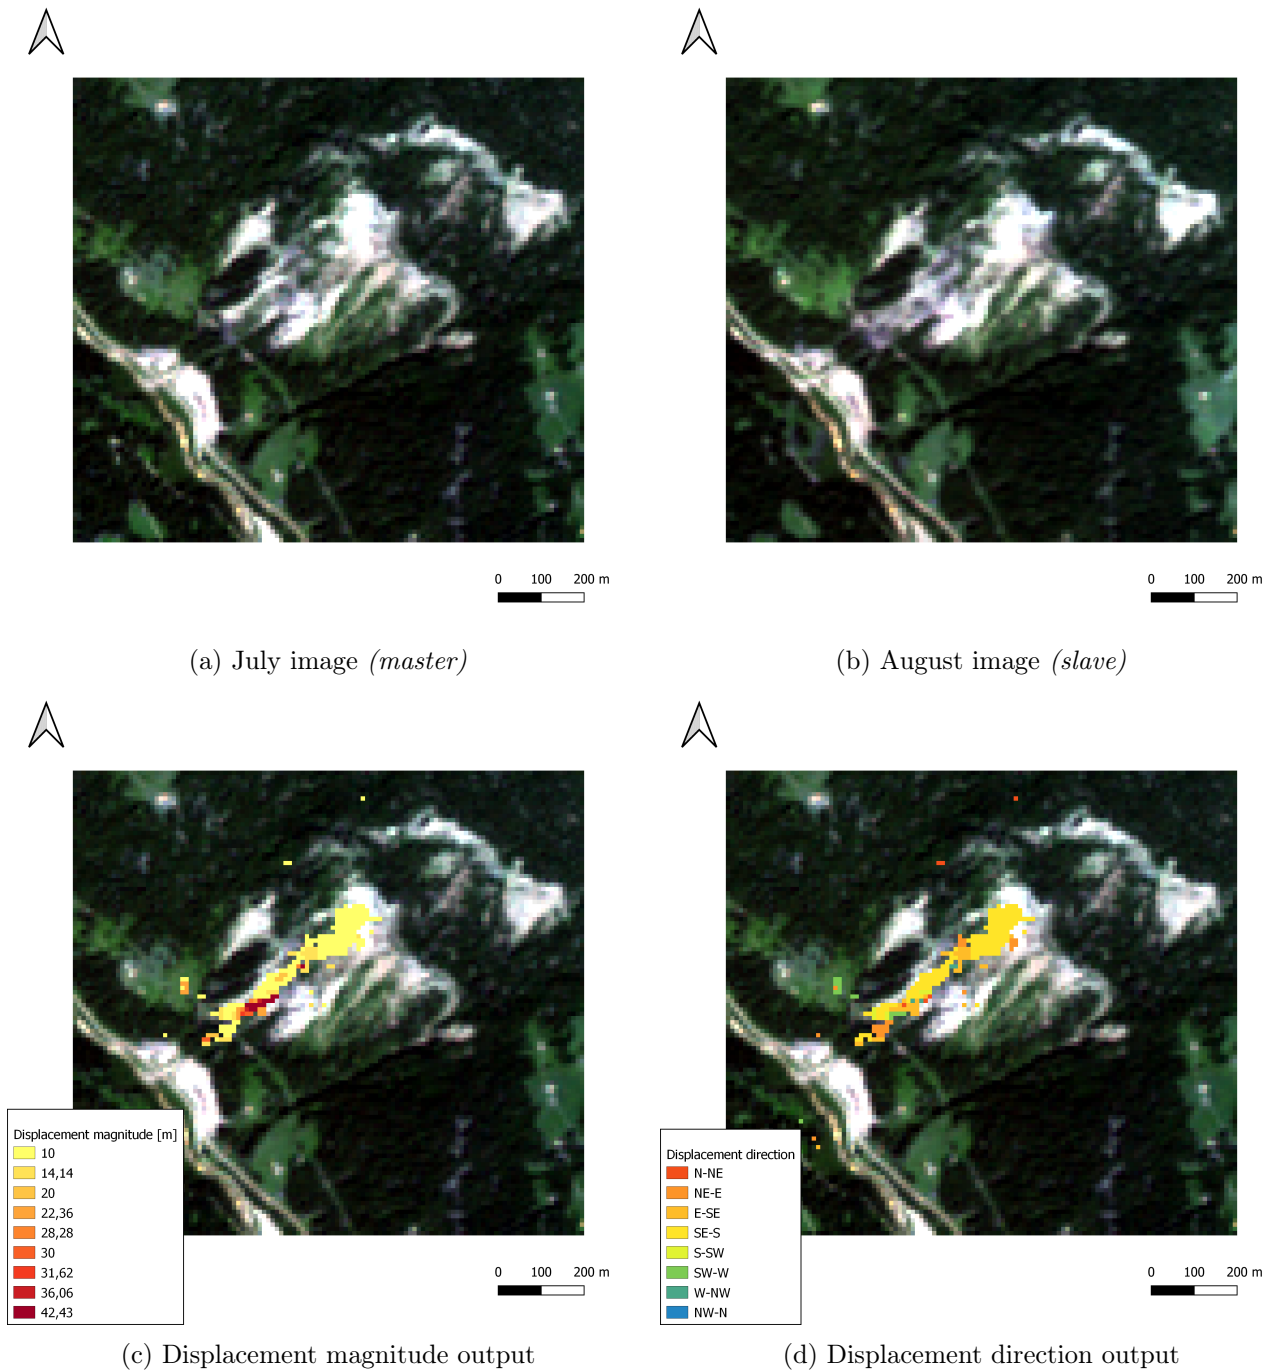 0 100 200 m
0 100 200 m
(a) July image (master)
(b) August image (slave)
Displacement magnitude [m]
10
14,14
20
22,36
28,28
30
31,62
36,06
42,43
0 100 200 m
Displacement direction
N-NE
NE-E
E-SE
SE-S
S-SW
SW-W
W-NW
NW-N
0 100 200 m
(c) Displacement magnitude output
(d) Displacement direction output